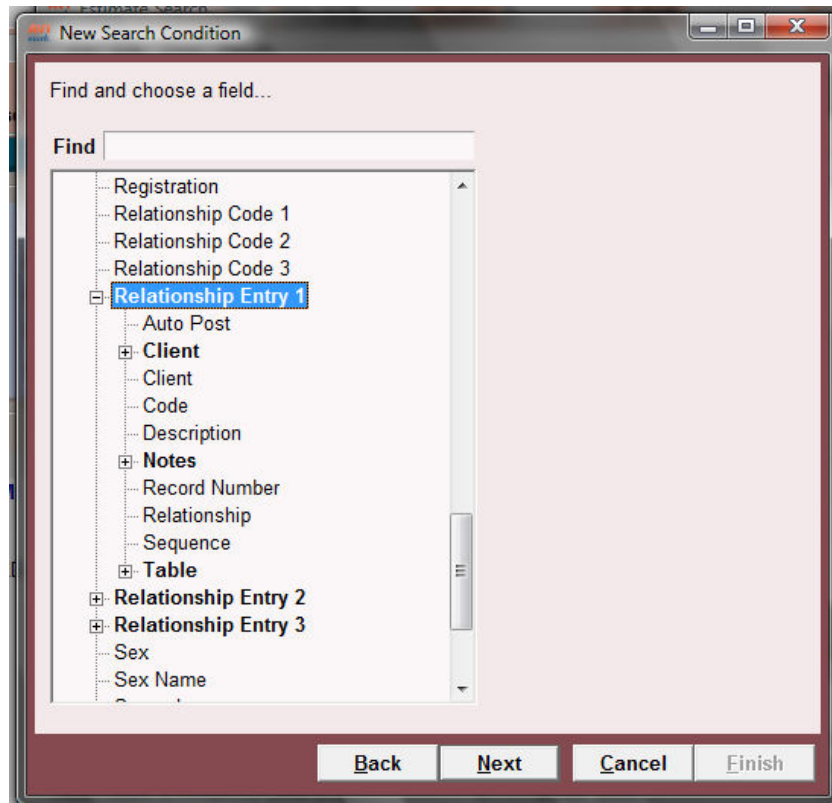 Estimate Search
New Search Condition
Find and choose a field...
Find
Registration
Relationship Code 1
Relationship Code 2
Relationship Code 3
Relationship Entry 1
Auto Post
Client
Client
Code
Description
Notes
Record Number
Relationship
Sequence
Table
Relationship Entry 2
Relationship Entry 3
Sex
Sex Name
Back Next Cancel Finish